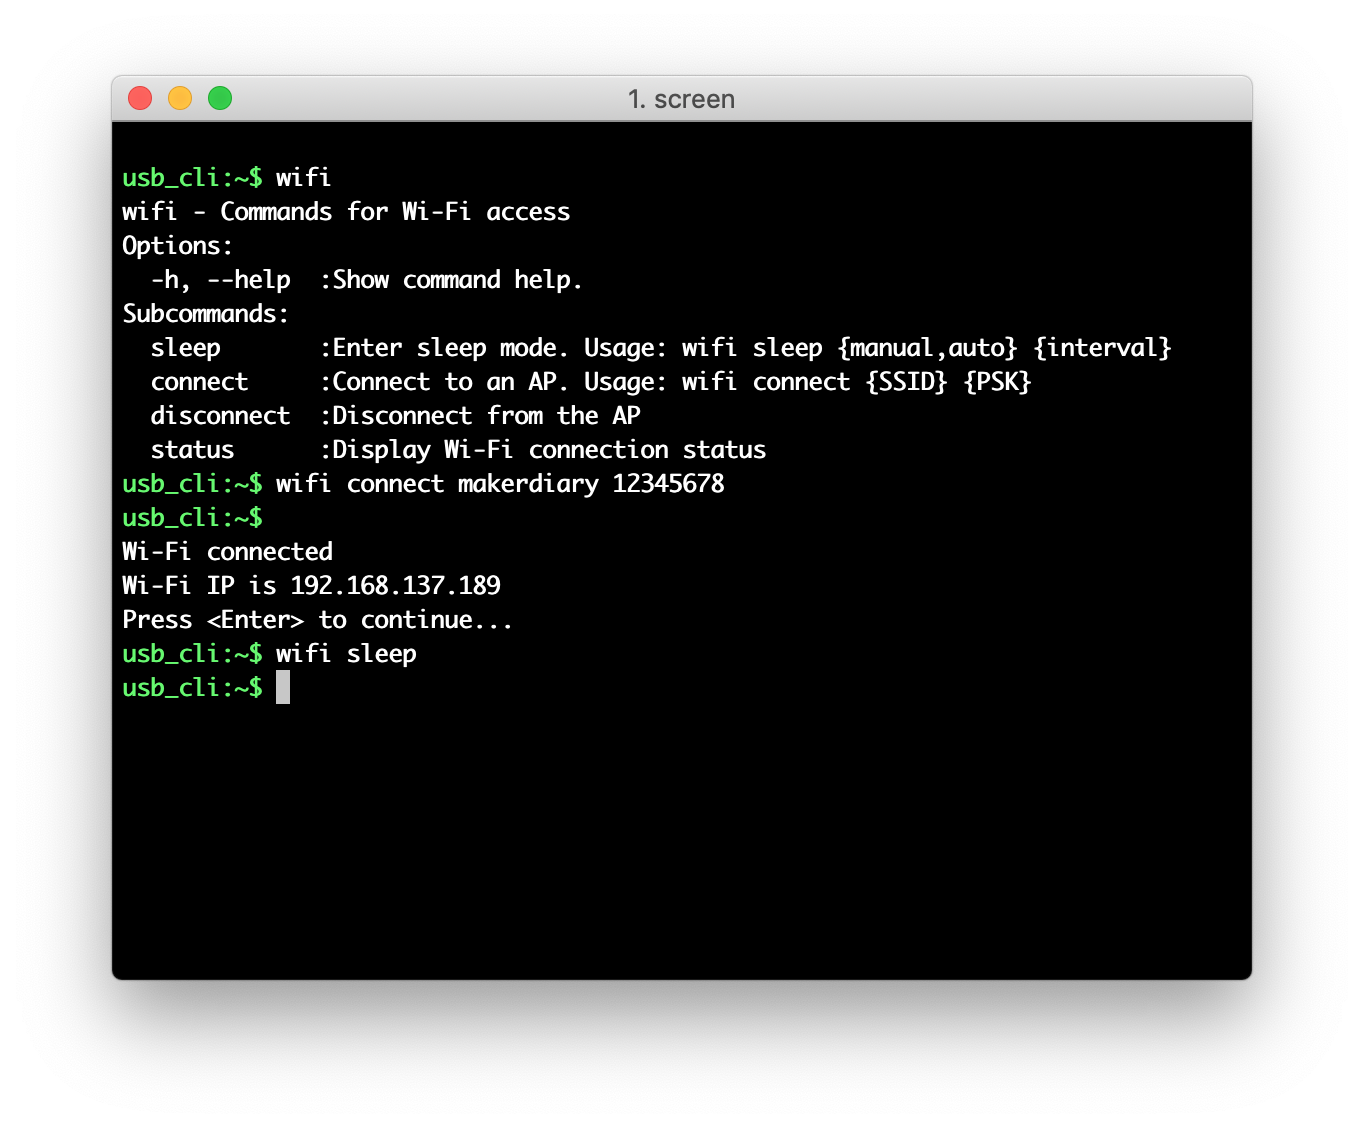 1. screen
usb_cli:~$ wifi
wifi - Commands for Wi-Fi access
Options:
  -h, --help  :Show command help.
Subcommands:
  sleep       :Enter sleep mode. Usage: wifi sleep {manual,auto} {interval}
  connect     :Connect to an AP. Usage: wifi connect {SSID} {PSK}
  disconnect  :Disconnect from the AP
  status      :Display Wi-Fi connection status
usb_cli:~$ wifi connect makerdiary 12345678
usb_cli:~$
Wi-Fi connected
Wi-Fi IP is 192.168.137.189
Press <Enter> to continue...
usb_cli:~$ wifi sleep
usb_cli:~$